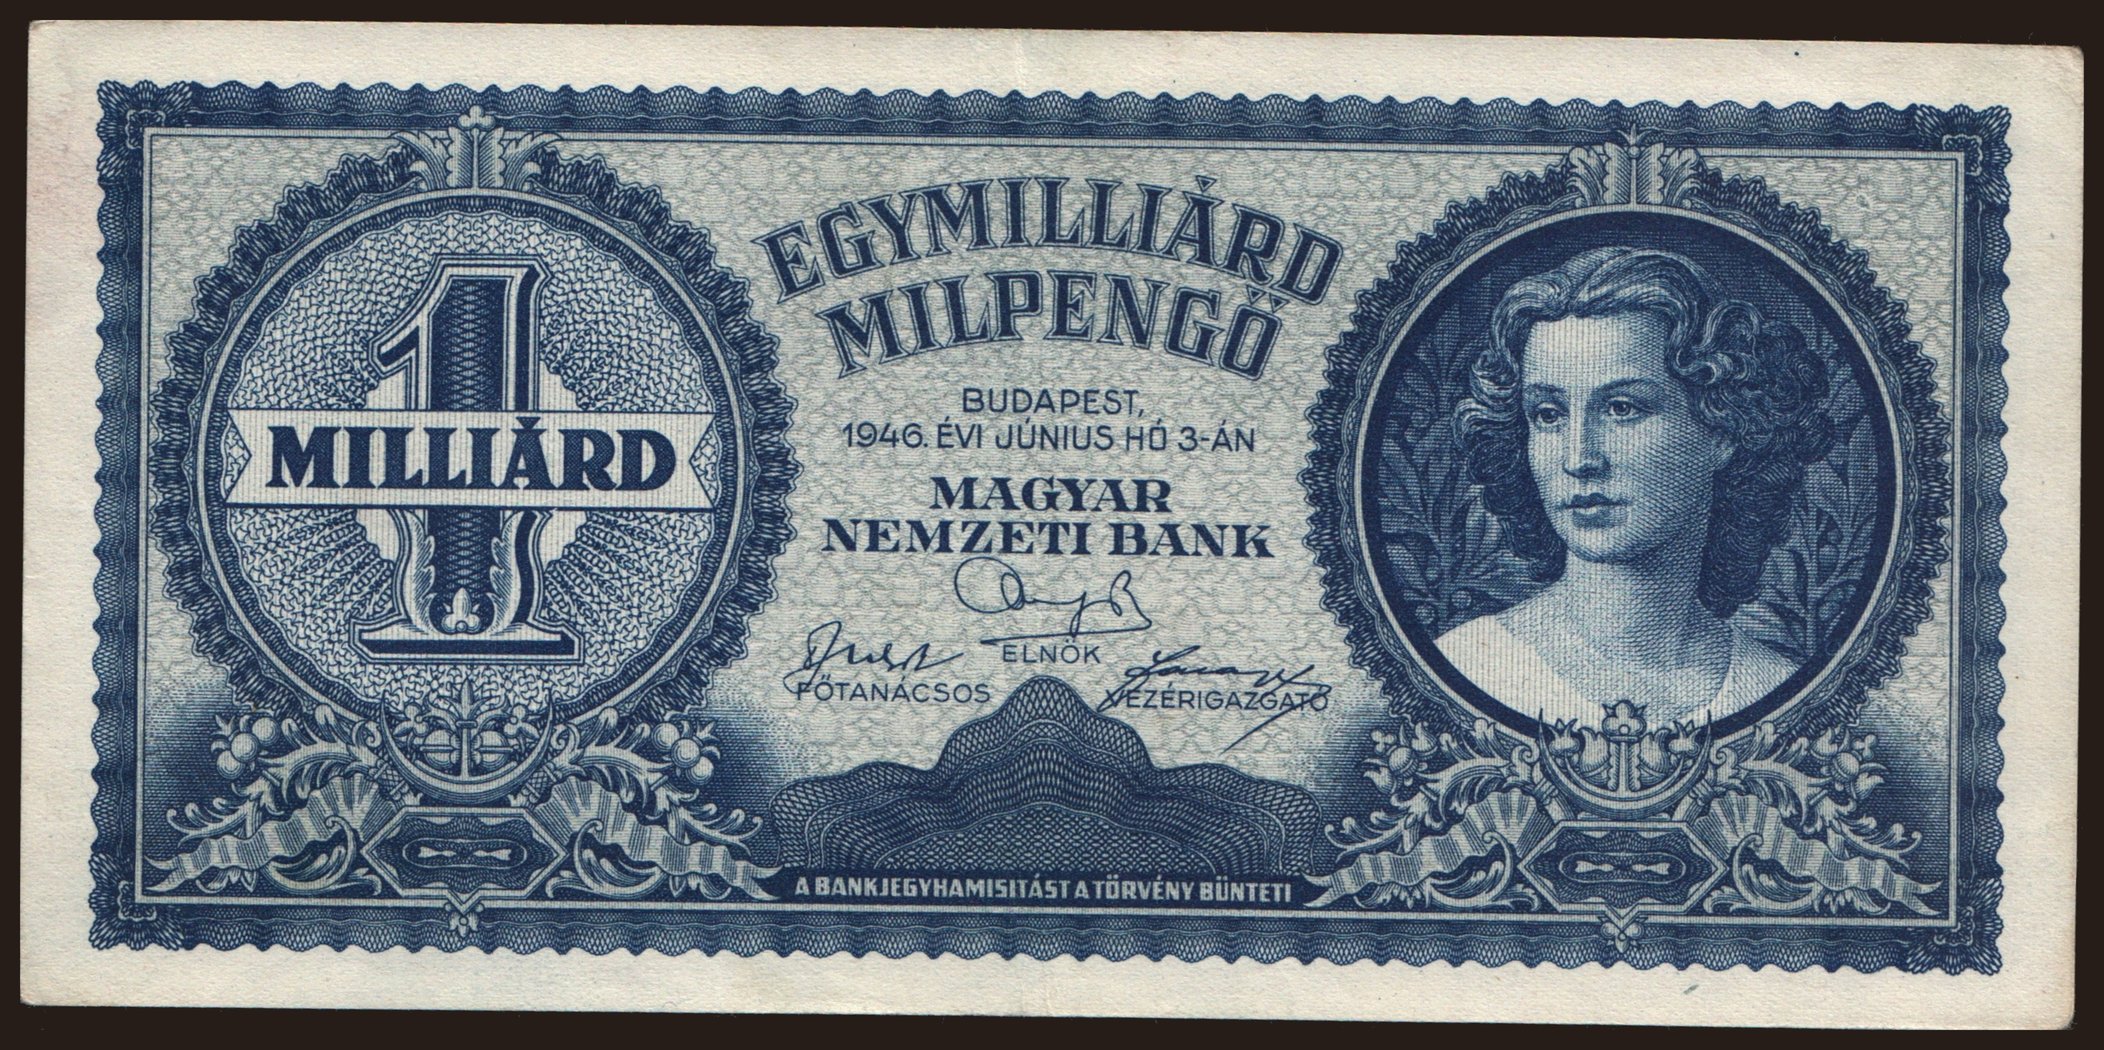 EGYMILLIÁRD
MILPENGŐ
1
MILLIÁRD
BUDAPEST,
1946. ÉVI JÚNIUS HÓ 3-ÁN
MAGYAR
NEMZETI BANK
ELNÖK
FŐTANÁCSOS
VEZÉRIGAZGATÓ
A BANKJEGYHAMISITÁST A TÖRVÉNY BÜNTETI